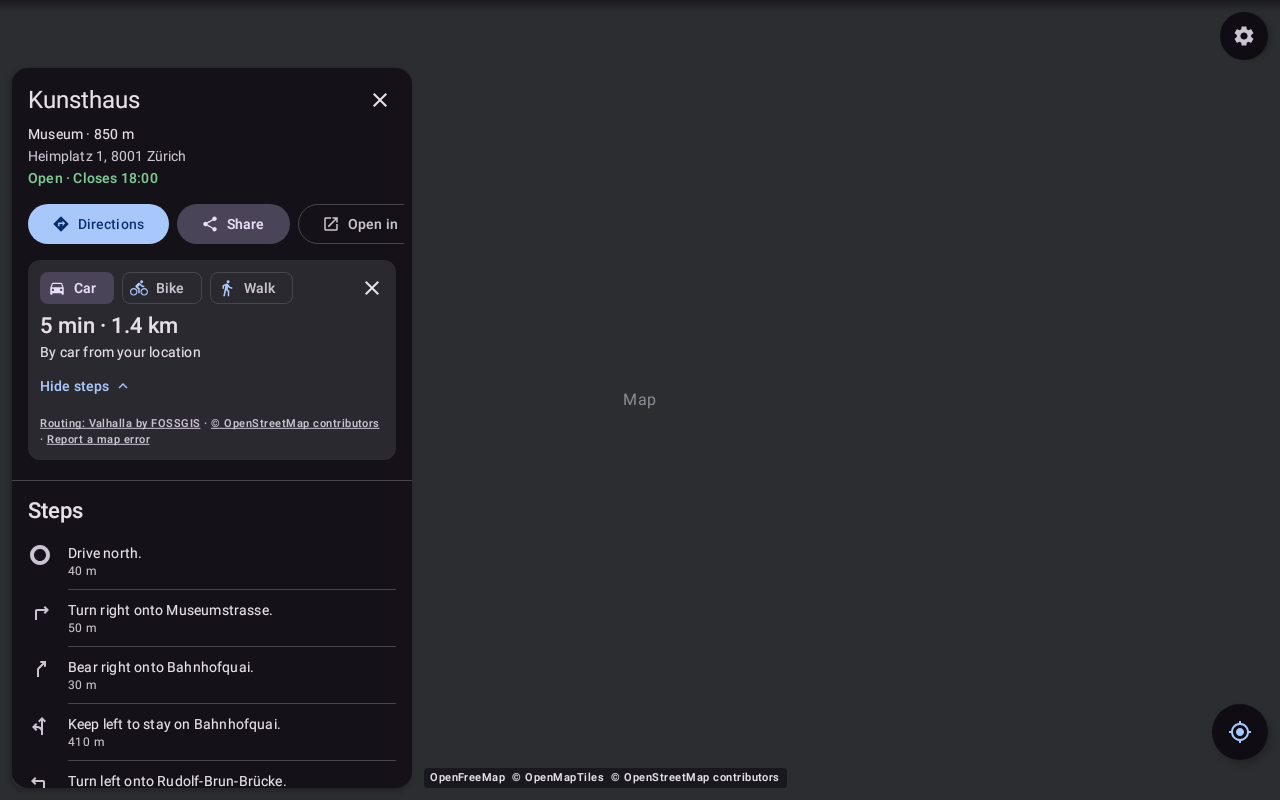 Kunsthaus
Museum · 850 m
Heimplatz 1, 8001 Zürich
Open · Closes 18:00
Directions
Share
Open in
Car
Bike
Walk
5 min · 1.4 km
By car from your location
Hide steps
Routing: Valhalla by FOSSGIS · © OpenStreetMap contributors
· Report a map error
Steps
Drive north.
40 m
Turn right onto Museumstrasse.
50 m
Bear right onto Bahnhofquai.
30 m
Keep left to stay on Bahnhofquai.
410 m
Turn left onto Rudolf-Brun-Brücke.
Map
OpenFreeMap © OpenMapTiles © OpenStreetMap contributors